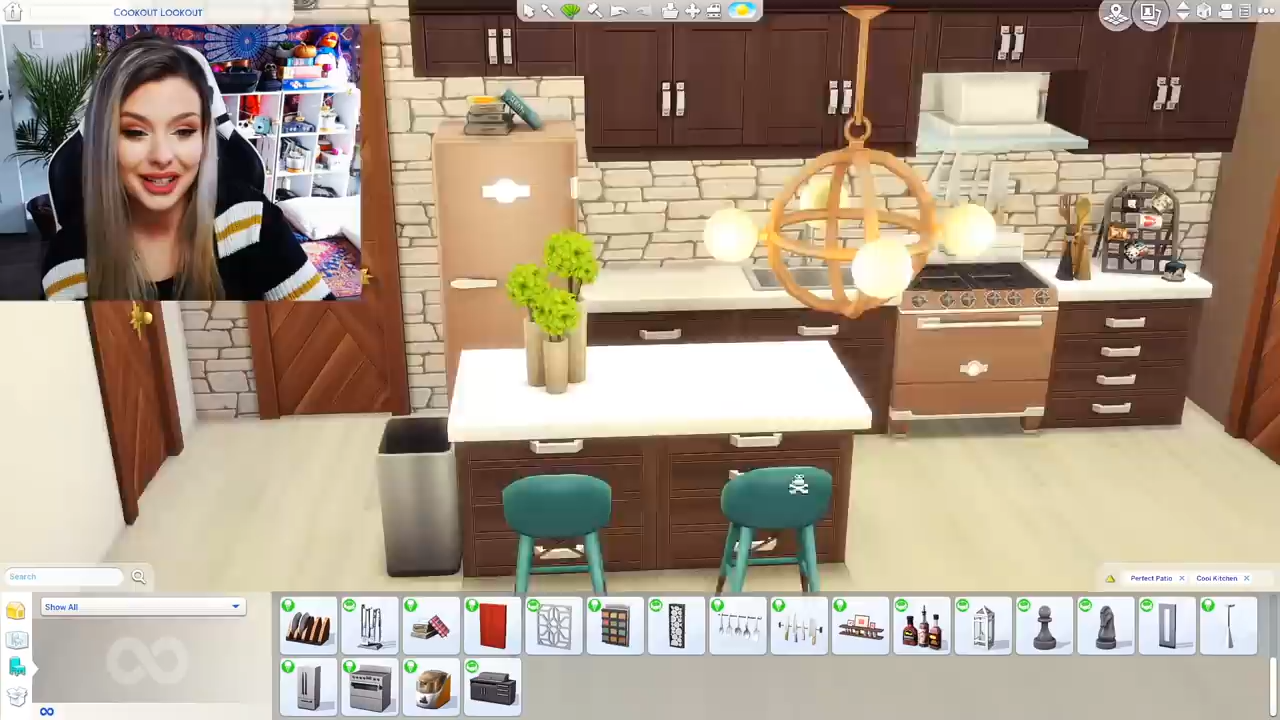 COOKOUT LOOKOUT
Search
Perfect Patio
Cool Kitchen
Show All